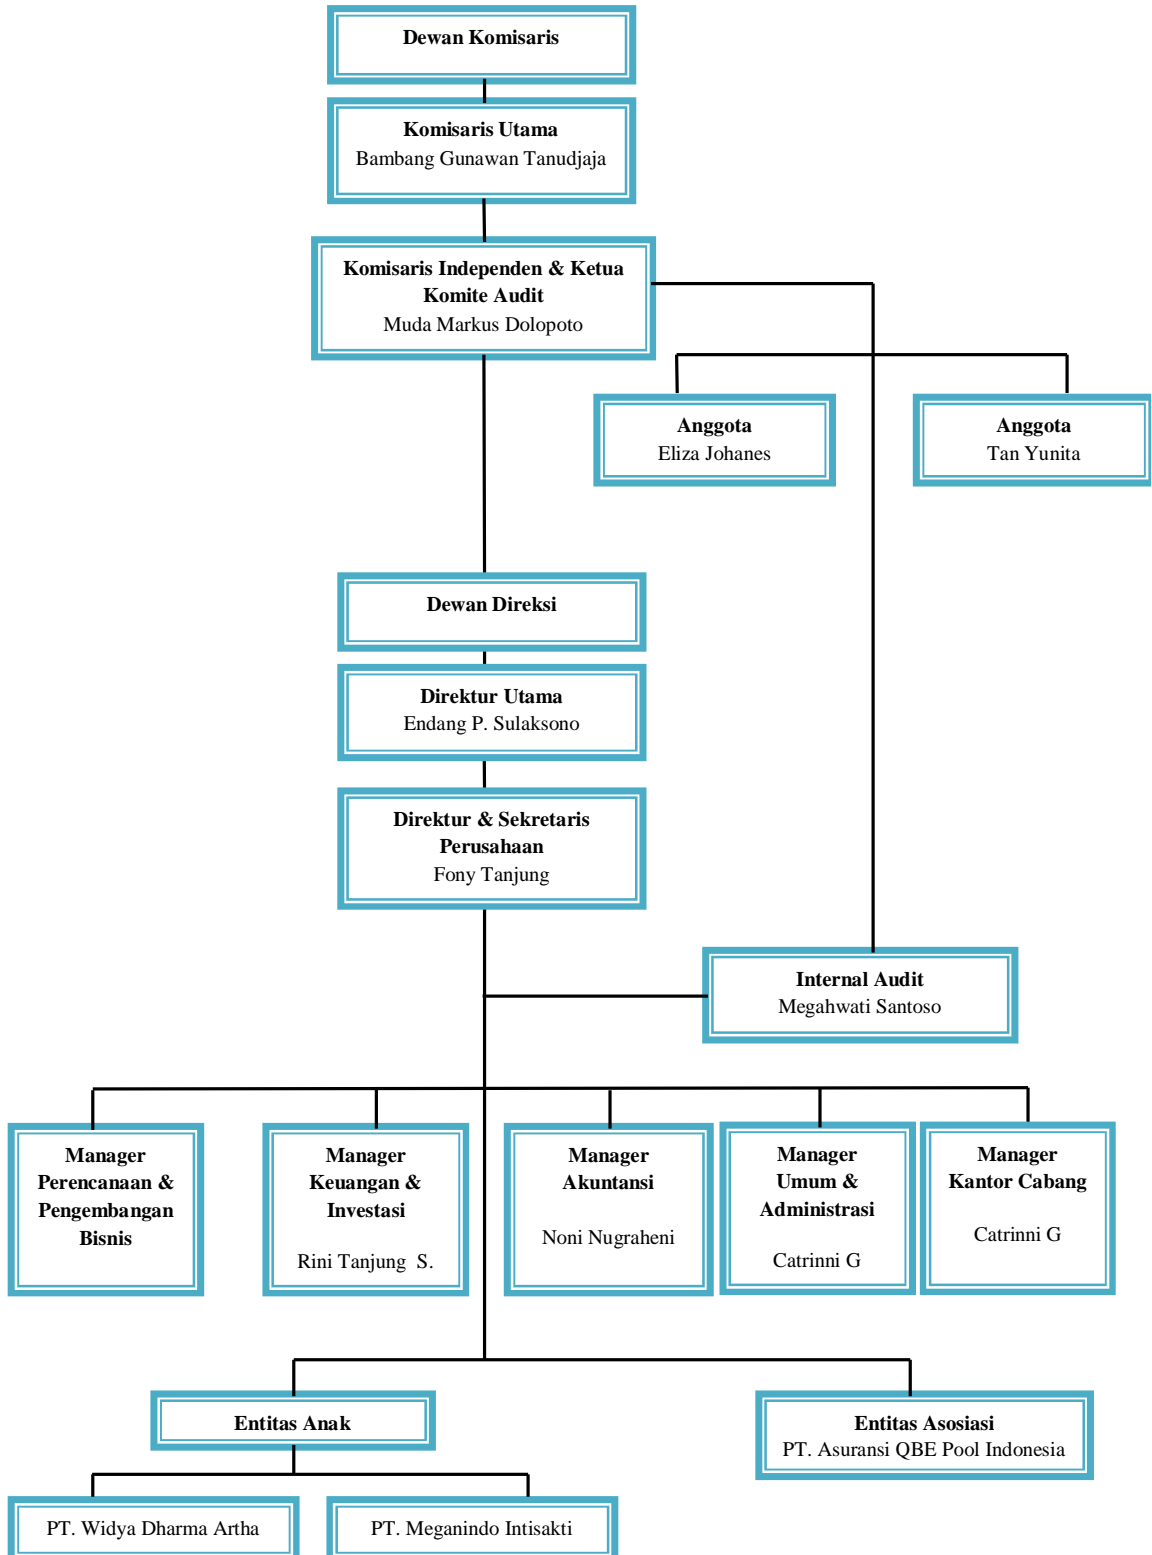 Dewan Komisaris
Komisaris Utama
Bambang Gunawan Tanudjaja
Komisaris Independen & Ketua
Komite Audit
Muda Markus Dolopoto
Anggota
Eliza Johanes
Anggota
Tan Yunita
Dewan Direksi
Direktur Utama
Endang P. Sulaksono
Direktur & Sekretaris
Perusahaan
Fony Tanjung
Internal Audit
Megahwati Santoso
Manager
Perencanaan &
Pengembangan
Bisnis
Manager
Keuangan &
Investasi
Rini Tanjung  S.
Manager
Akuntansi
Noni Nugraheni
Manager
Umum &
Administrasi
Catrinni G
Manager
Kantor Cabang
Catrinni G
Entitas Anak
Entitas Asosiasi
PT. Asuransi QBE Pool Indonesia
PT. Widya Dharma Artha
PT. Meganindo Intisakti